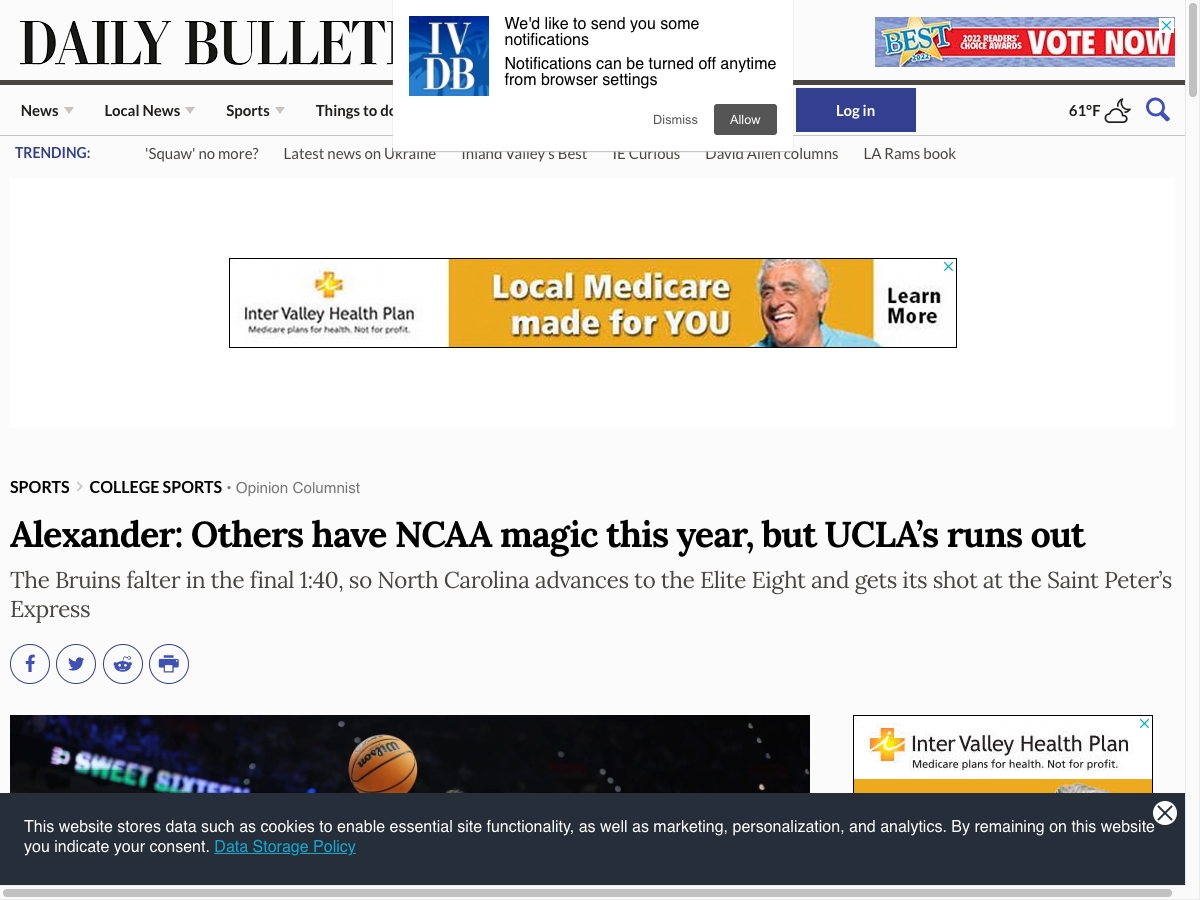 DAILY BULLETI
IV
DB
We'd like to send you some
notifications
Notifications can be turned off anytime
from browser settings
Dismiss
Allow
BEST
2022
2022 READERS'
CHOICE AWARDS
VOTE NOW
News
Local News
Sports
Things to do
Log in
61°F
TRENDING:
'Squaw' no more?
Latest news on Ukraine
Inland Valley's Best
IE Curious
David Allen columns
LA Rams book
Inter Valley Health Plan
Medicare plans for health. Not for profit.
Local Medicare
made for YOU
Learn
More
SPORTS
COLLEGE SPORTS • Opinion Columnist
Alexander: Others have NCAA magic this year, but UCLA’s runs out
The Bruins falter in the final 1:40, so North Carolina advances to the Elite Eight and gets its shot at the Saint Peter’s
Express
SWEET SIXTEEN
Wilson
Inter Valley Health Plan
Medicare plans for health. Not for profit.
This website stores data such as cookies to enable essential site functionality, as well as marketing, personalization, and analytics. By remaining on this website
you indicate your consent. Data Storage Policy